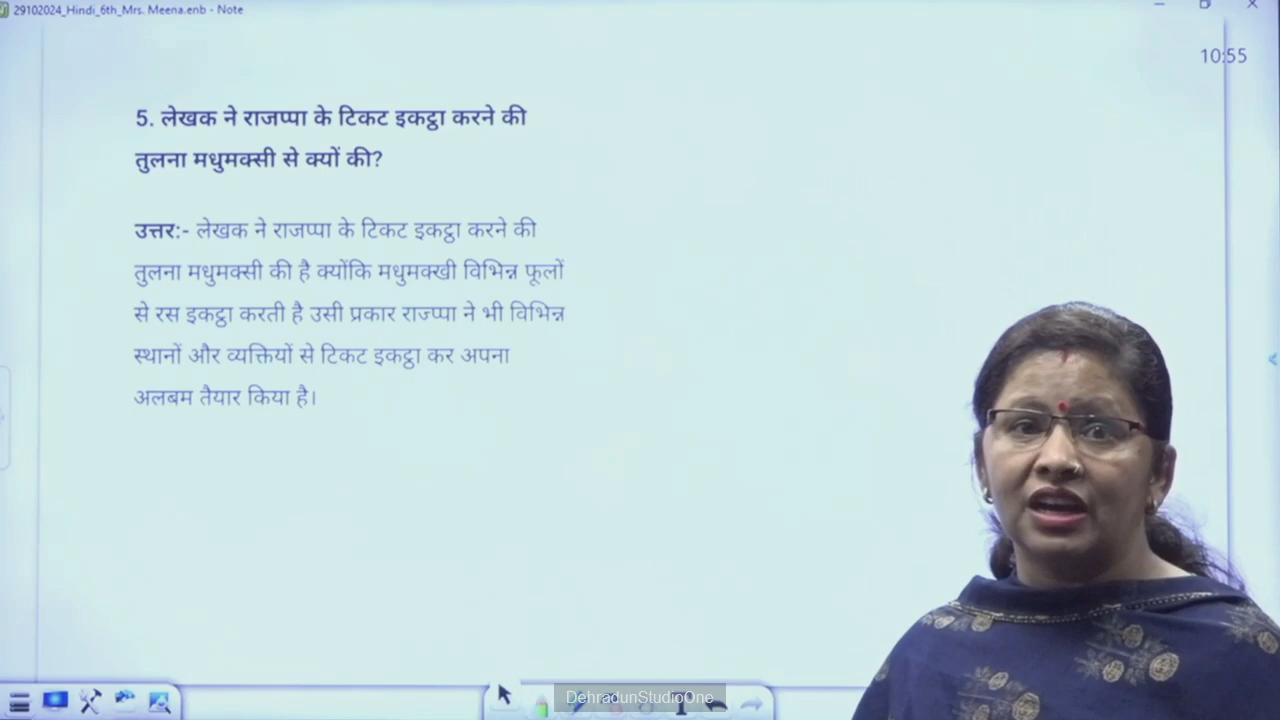 29102024_Hindi_6th_Mrs. Meena.enb - Note
10:55
5. लेखक ने राजप्पा के टिकट इकट्ठा करने की
तुलना मधुमक्सी से क्यों की?
उत्तर:- लेखक ने राजप्पा के टिकट इकट्ठा करने की
तुलना मधुमक्सी की है क्योंकि मधुमक्खी विभिन्न फूलों
से रस इकट्ठा करती है उसी प्रकार राज्प्पा ने भी विभिन्न
स्थानों और व्यक्तियों से टिकट इकट्ठा कर अपना
अलबम तैयार किया है।
DehradunStudioOne